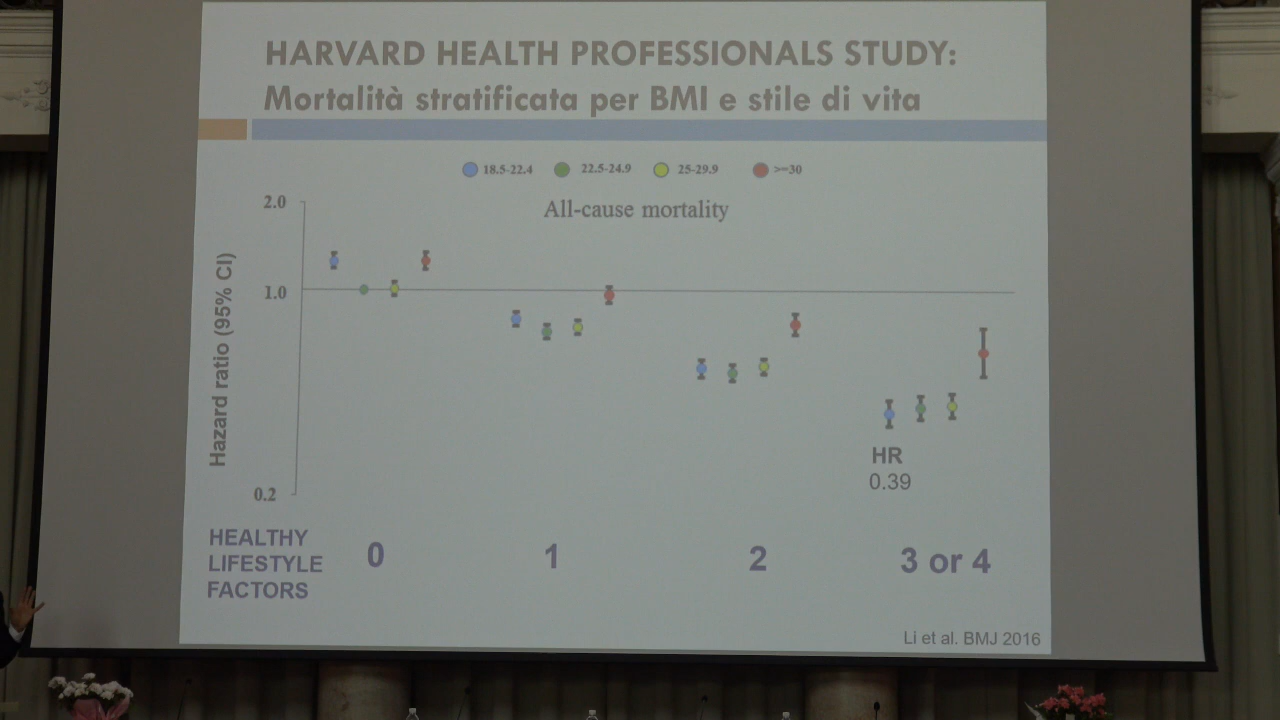 HARVARD HEALTH PROFESSIONALS STUDY:
Mortalità stratificata per BMI e stile di vita
18.5-22.4 22.5-24.9 25-29.9 >=30
All-cause mortality
Hazard ratio (95% CI)
2.0
1.0
0.2
HR
0.39
HEALTHY
LIFESTYLE
FACTORS
0 1 2 3 or 4
Li et al. BMJ 2016